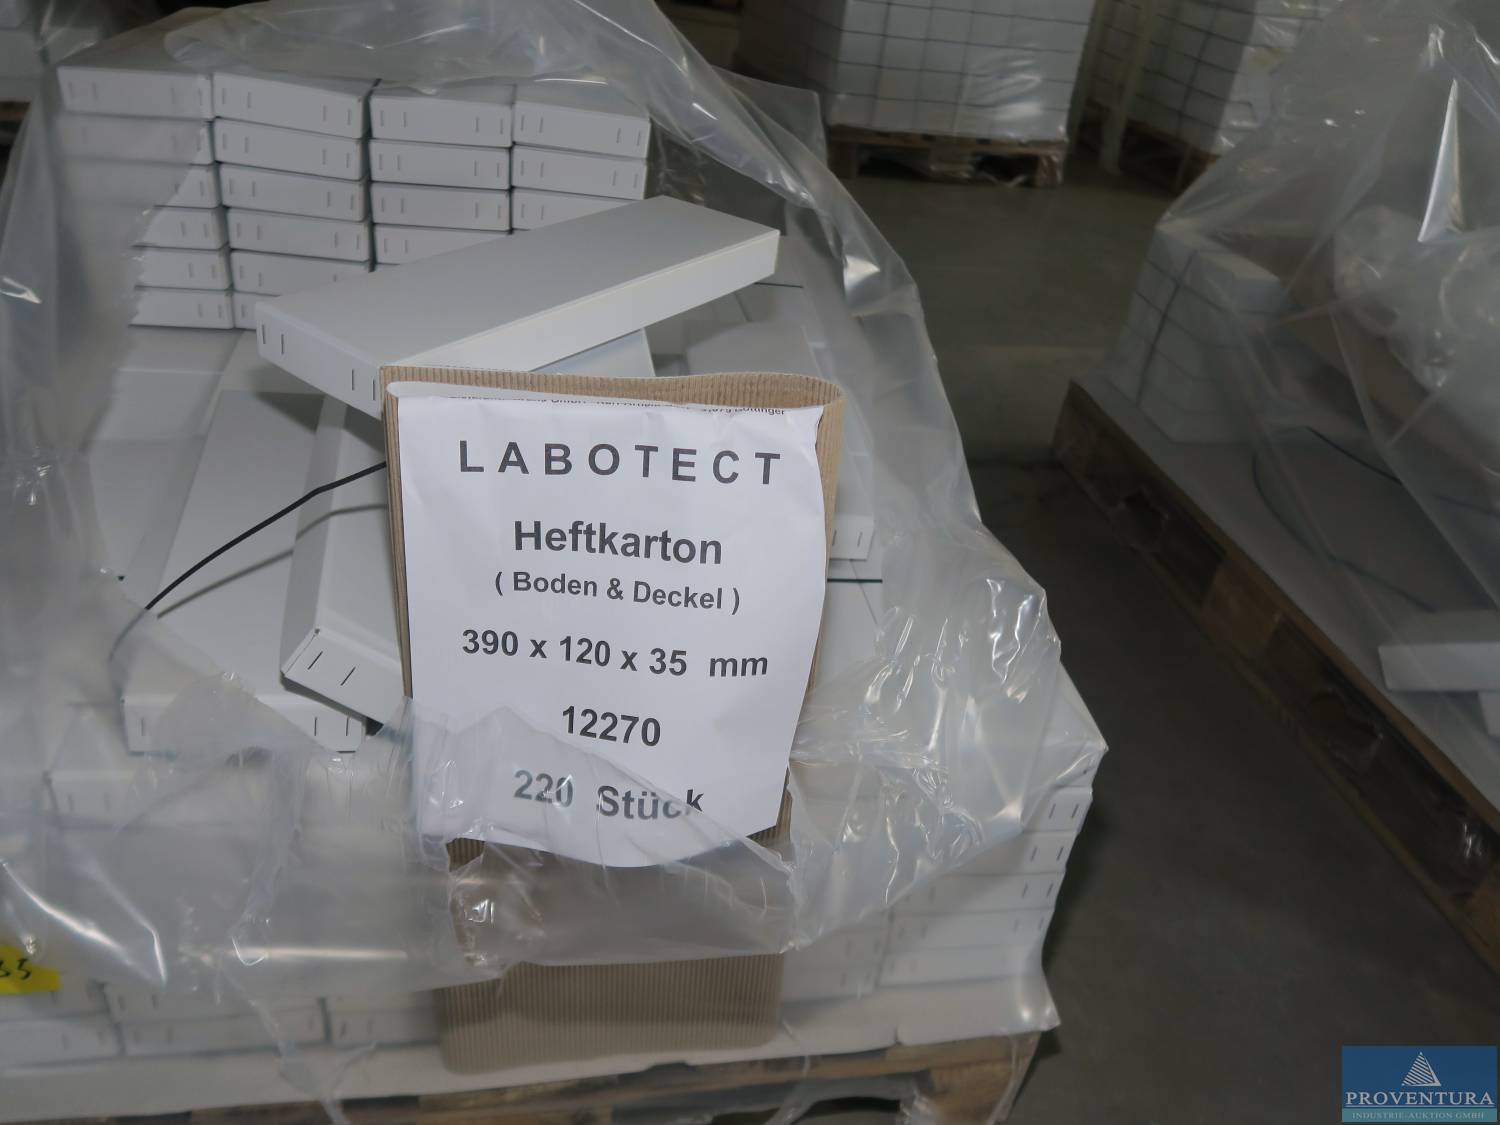 LABOTECT
Heftkarton
( Boden & Deckel )
390 x 120 x 35 mm
12270
220 Stück
PROVENTURA
INDUSTRIE-AUKTION GMBH